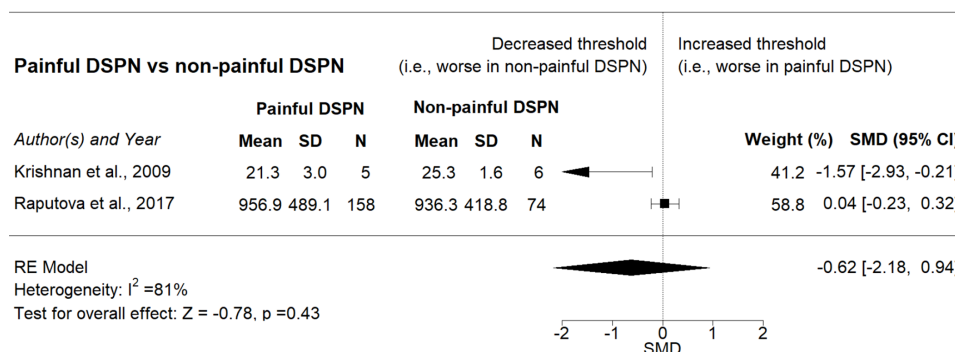 Decreased threshold Increased threshold
Painful DSPN vs non-painful DSPN (i.e., worse in non-painful DSPN) (i.e., worse in painful DSPN)
Painful DSPN Non-painful DSPN
Author(s) and Year Mean SD N Mean SD N Weight (%) SMD (95% CI
Krishnan et al., 2009 21.3 3.0 5 25.3 1.6 6 41.2 -1.57 [-2.93, -0.21]
Raputova et al., 2017 956.9 489.1 158 936.3 418.8 74 58.8 0.04 [-0.23, 0.32]
RE Model -0.62 [-2.18, 0.94]
Heterogeneity: I² =81%
Test for overall effect: Z = -0.78, p =0.43
-2 -1 0 1 2
SMD